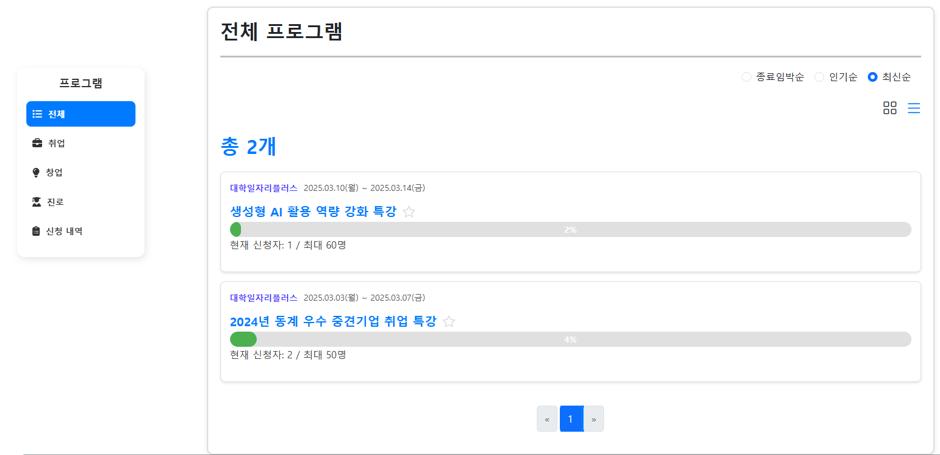 전체 프로그램
프로그램
전체
취업
창업
진로
신청 내역
종료임박순 인기순 최신순
총 2개
대학일자리플러스 2025.03.10(월) ~ 2025.03.14(금)
생성형 AI 활용 역량 강화 특강
2%
현재 신청자: 1 / 최대 60명
대학일자리플러스 2025.03.03(월) ~ 2025.03.07(금)
2024년 동계 우수 중견기업 취업 특강
4%
현재 신청자: 2 / 최대 50명
« 1 »